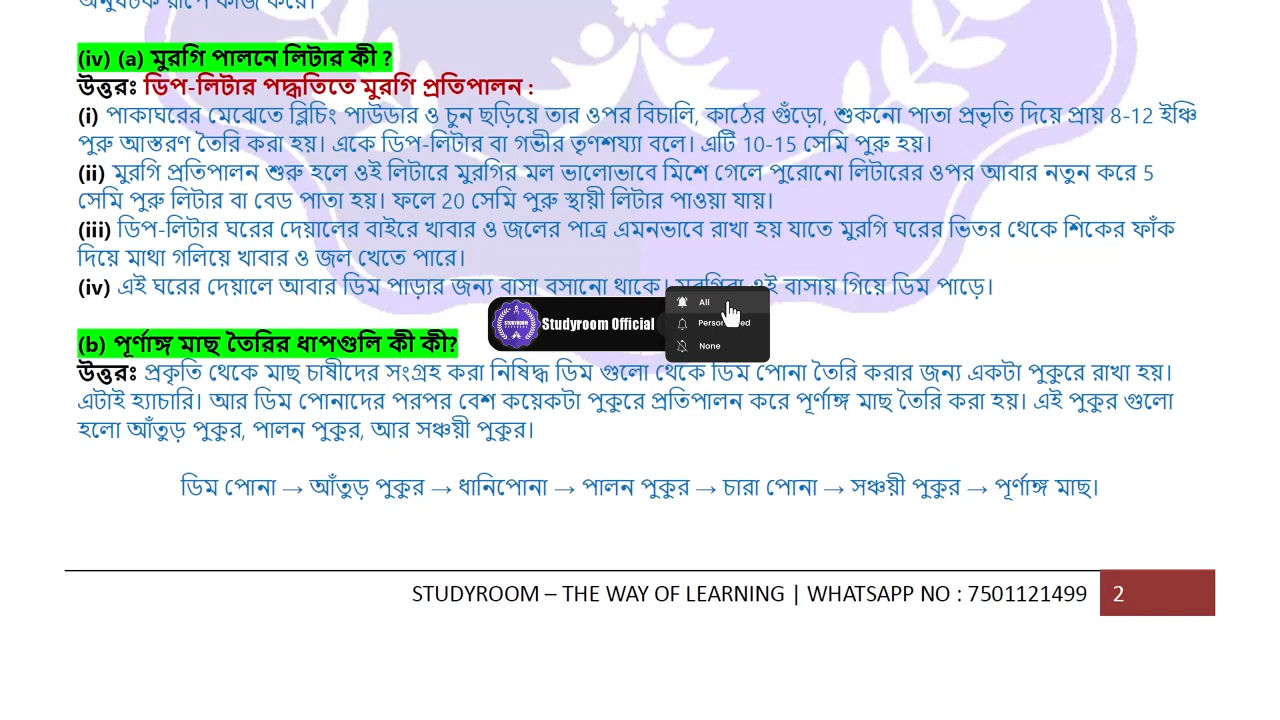 (iv) (a) মুরগি পালনে লিটার কী ?
উত্তরঃ ডিপ-লিটার পদ্ধতিতে মুরগি প্রতিপালন :
(i) পাকাঘরের মেঝেতে ব্লিচিং পাউডার ও চুন ছড়িয়ে তার ওপর বিচালি, কাঠের গুঁড়ো, শুকনো পাতা প্রভৃতি দিয়ে প্রায় 8-12 ইঞ্চি
পুরু আস্তরণ তৈরি করা হয়। একে ডিপ-লিটার বা গভীর তৃণশয্যা বলে। এটি 10-15 সেমি পুরু হয়।
(ii) মুরগি প্রতিপালন শুরু হলে ওই লিটারে মুরগির মল ভালোভাবে মিশে গেলে পুরোনো লিটারের ওপর আবার নতুন করে 5
সেমি পুরু লিটার বা বেড পাতা হয়। ফলে 20 সেমি পুরু স্থায়ী লিটার পাওয়া যায়।
(iii) ডিপ-লিটার ঘরের দেয়ালের বাইরে খাবার ও জলের পাত্র এমনভাবে রাখা হয় যাতে মুরগি ঘরের ভিতর থেকে শিকের ফাঁক
দিয়ে মাথা গলিয়ে খাবার ও জল খেতে পারে।
(iv) এই ঘরের দেয়ালে আবার ডিম পাড়ার জন্য বাসা বসানো থাকে। মুরগিরা ওই বাসায় গিয়ে ডিম পাড়ে।
STUDYROOM
Studyroom Official
All
None
(b) পূর্ণাঙ্গ মাছ তৈরির ধাপগুলি কী কী?
উত্তরঃ প্রকৃতি থেকে মাছ চাষীদের সংগ্রহ করা নিষিদ্ধ ডিম গুলো থেকে ডিম পোনা তৈরি করার জন্য একটা পুকুরে রাখা হয়।
এটাই হ্যাচারি। আর ডিম পোনাদের পরপর বেশ কয়েকটা পুকুরে প্রতিপালন করে পূর্ণাঙ্গ মাছ তৈরি করা হয়। এই পুকুর গুলো
হলো আঁতুড় পুকুর, পালন পুকুর, আর সঞ্চয়ী পুকুর।
ডিম পোনা → আঁতুড় পুকুর → ধানিপোনা → পালন পুকুর → চারা পোনা → সঞ্চয়ী পুকুর → পূর্ণাঙ্গ মাছ।
STUDYROOM – THE WAY OF LEARNING | WHATSAPP NO : 7501121499
2